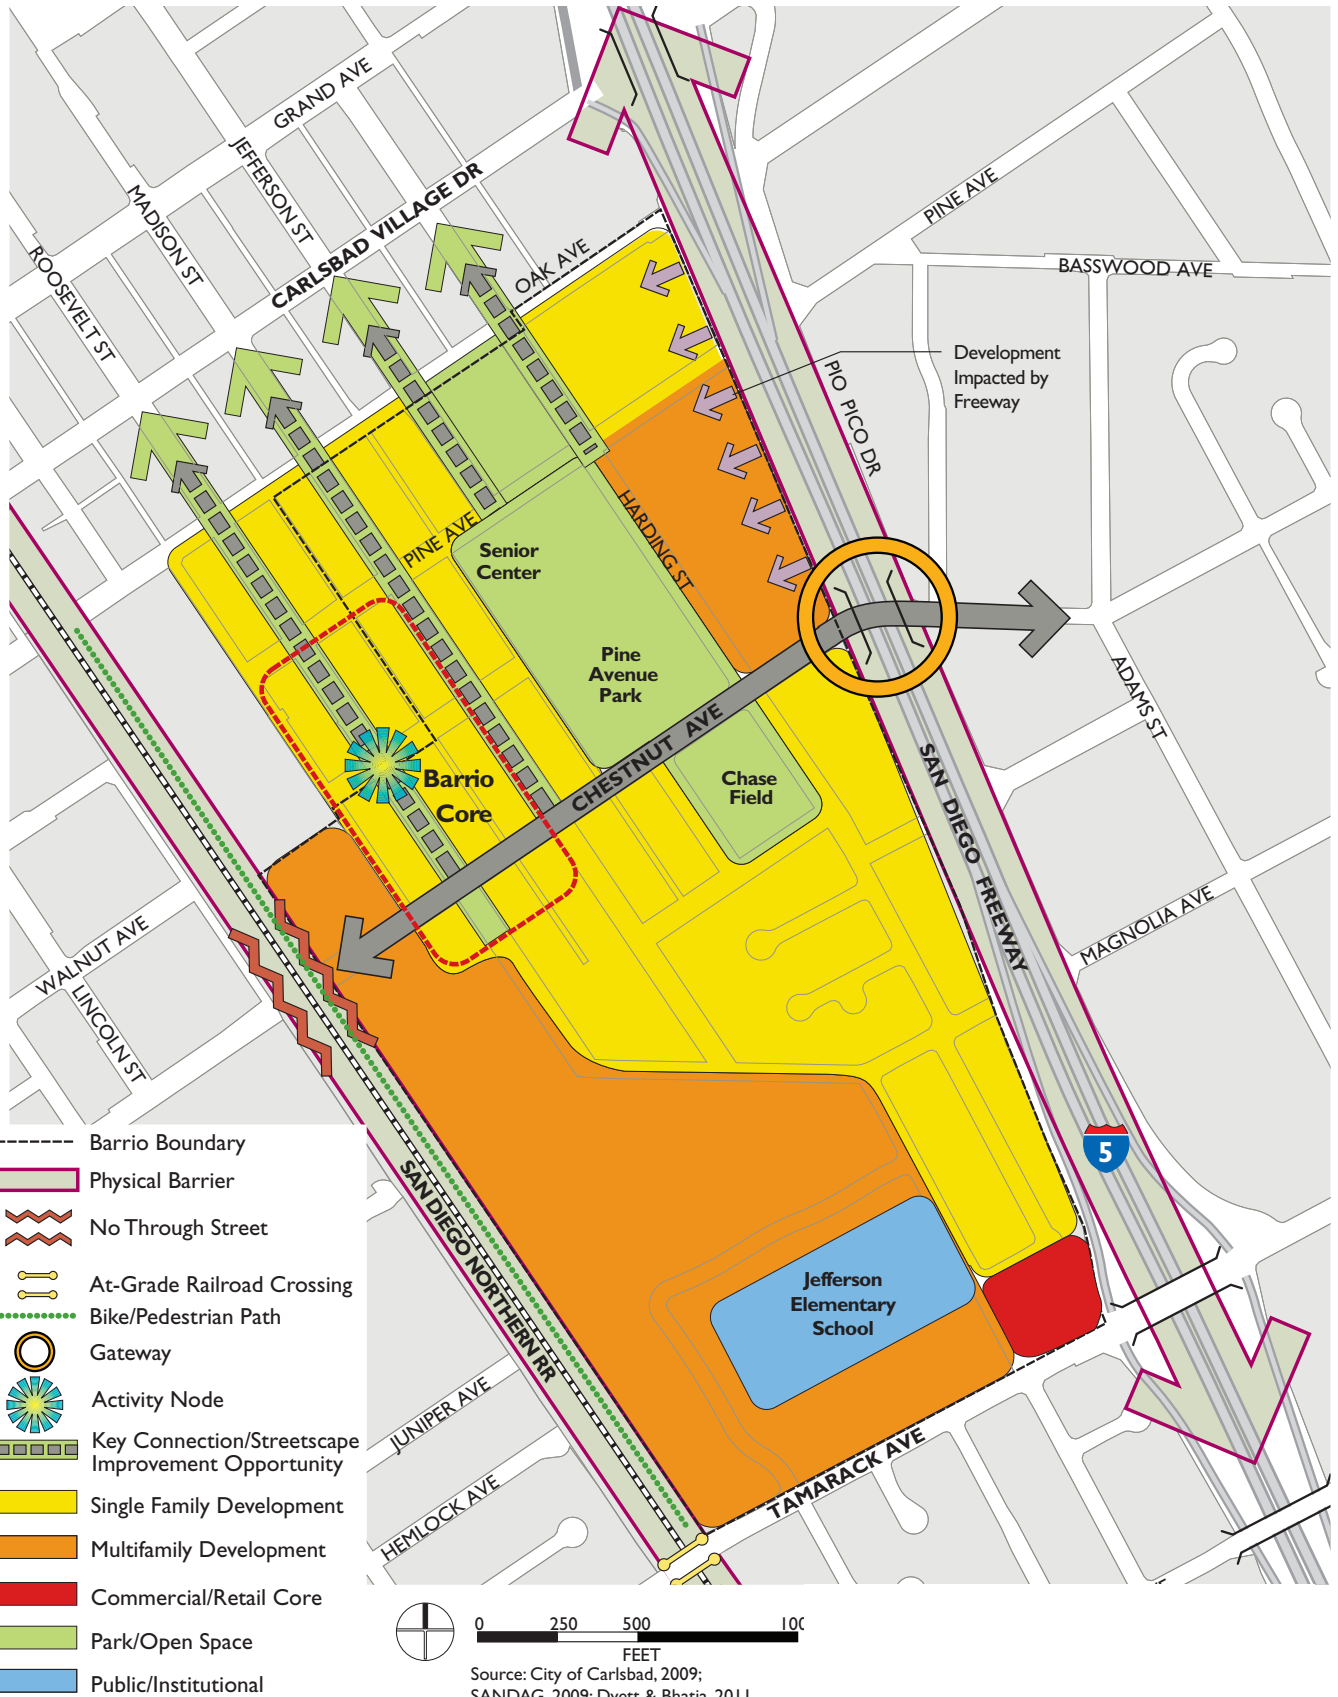 GRAND AVE
JEFFERSON ST
MADISON ST
ROOSEVELT ST
CARLSBAD VILLAGE DR
OAK AVE
PINE AVE
BASSWOOD AVE
Development
Impacted by
Freeway
PIO PICO DR
PINE AVE
HARDING ST
Senior
Center
Pine
Avenue
Park
CHESTNUT AVE
ADAMS ST
Barrio
Core
Chase
Field
SAN DIEGO FREEWAY
MAGNOLIA AVE
WALNUT AVE
LINCOLN ST
5
SAN DIEGO NORTHERN RR
Jefferson
Elementary
School
JUNIPER AVE
HEMLOCK AVE
TAMARACK AVE
Barrio Boundary
Physical Barrier
No Through Street
At-Grade Railroad Crossing
Bike/Pedestrian Path
Gateway
Activity Node
Key Connection/Streetscape
Improvement Opportunity
Single Family Development
Multifamily Development
Commercial/Retail Core
Park/Open Space
Public/Institutional
0 250 500
FEET
Source: City of Carlsbad, 2009;
SANDAG, 2009; Dyett & Bhatia, 2011